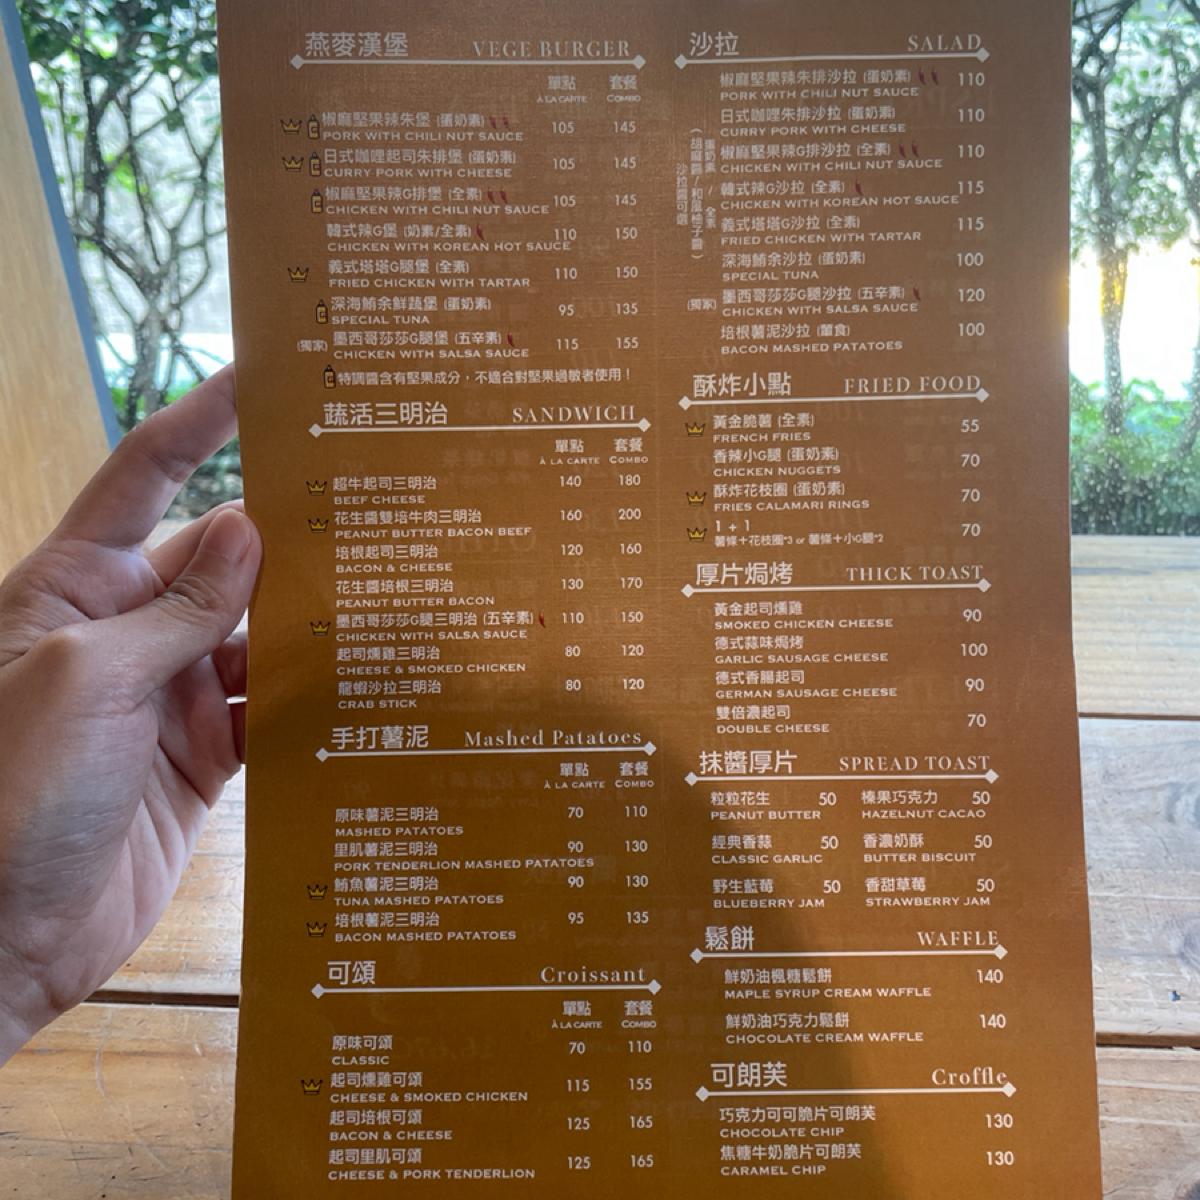 燕麥漢堡 VEGE BURGER
單點 套餐
À LA CARTE COMBO
椒麻堅果辣朱堡 (蛋奶素)
PORK WITH CHILI NUT SAUCE 105 145
日式咖哩起司朱排堡 (蛋奶素)
CURRY PORK WITH CHEESE 105 145
椒麻堅果辣G排堡 (全素)
CHICKEN WITH CHILI NUT SAUCE 105 145
韓式辣G堡 (奶素/全素)
CHICKEN WITH KOREAN HOT SAUCE 110 150
義式塔塔G腿堡 (全素)
FRIED CHICKEN WITH TARTAR 110 150
深海鮪余鮮蔬堡 (蛋奶素)
SPECIAL TUNA 95 135
(獨家) 墨西哥莎莎G腿堡 (五辛素)
CHICKEN WITH SALSA SAUCE 115 155
特調醬含有堅果成分，不適合對堅果過敏者使用！
蔬活三明治 SANDWICH
單點 套餐
À LA CARTE COMBO
超牛起司三明治 140 180
BEEF CHEESE
花生醬雙培牛肉三明治 160 200
PEANUT BUTTER BACON BEEF
培根起司三明治 120 160
BACON & CHEESE
花生醬培根三明治 130 170
PEANUT BUTTER BACON
墨西哥莎莎G腿三明治 (五辛素) 110 150
CHICKEN WITH SALSA SAUCE
起司燻雞三明治 80 120
CHEESE & SMOKED CHICKEN
龍蝦沙拉三明治 80 120
CRAB STICK
手打薯泥 Mashed Patatoes
單點 套餐
À LA CARTE COMBO
原味薯泥三明治 70 110
MASHED PATATOES
里肌薯泥三明治 90 130
PORK TENDERLION MASHED PATATOES
鮪魚薯泥三明治 90 130
TUNA MASHED PATATOES
培根薯泥三明治 95 135
BACON MASHED PATATOES
可頌 Croissant
單點 套餐
À LA CARTE COMBO
原味可頌 70 110
CLASSIC
起司燻雞可頌 115 155
CHEESE & SMOKED CHICKEN
起司培根可頌 125 165
BACON & CHEESE
起司里肌可頌 125 165
CHEESE & PORK TENDERLION
沙拉 SALAD
蛋奶素 / 全素
(胡麻醬/和風柚子醬)
沙拉醬可選
椒麻堅果辣朱排沙拉 (蛋奶素) 110
PORK WITH CHILI NUT SAUCE
日式咖哩朱排沙拉 (蛋奶素) 110
CURRY PORK WITH CHEESE
椒麻堅果辣G排沙拉 (全素) 110
CHICKEN WITH CHILI NUT SAUCE
韓式辣G沙拉 (全素) 115
CHICKEN WITH KOREAN HOT SAUCE
義式塔塔G沙拉 (全素) 115
FRIED CHICKEN WITH TARTAR
深海鮪余沙拉 (蛋奶素) 100
SPECIAL TUNA
(獨家) 墨西哥莎莎G腿沙拉 (五辛素) 120
CHICKEN WITH SALSA SAUCE
培根薯泥沙拉 (葷食) 100
BACON MASHED PATATOES
酥炸小點 FRIED FOOD
黃金脆薯 (全素) 55
FRENCH FRIES
香辣小G腿 (蛋奶素) 70
CHICKEN NUGGETS
酥炸花枝圈 (蛋奶素) 70
FRIES CALAMARI RINGS
1 + 1 70
薯條＋花枝圈*3 or 薯條＋小G腿*2
厚片焗烤 THICK TOAST
黃金起司燻雞 90
SMOKED CHICKEN CHEESE
德式蒜味焗烤 100
GARLIC SAUSAGE CHEESE
德式香腸起司 90
GERMAN SAUSAGE CHEESE
雙倍濃起司 70
DOUBLE CHEESE
抹醬厚片 SPREAD TOAST
粒粒花生 50 榛果巧克力 50
PEANUT BUTTER HAZELNUT CACAO
經典香蒜 50 香濃奶酥 50
CLASSIC GARLIC BUTTER BISCUIT
野生藍莓 50 香甜草莓 50
BLUEBERRY JAM STRAWBERRY JAM
鬆餅 WAFFLE
鮮奶油楓糖鬆餅 140
MAPLE SYRUP CREAM WAFFLE
鮮奶油巧克力鬆餅 140
CHOCOLATE CREAM WAFFLE
可朗芙 Croffle
巧克力可可脆片可朗芙 130
CHOCOLATE CHIP
焦糖牛奶脆片可朗芙 130
CARAMEL CHIP